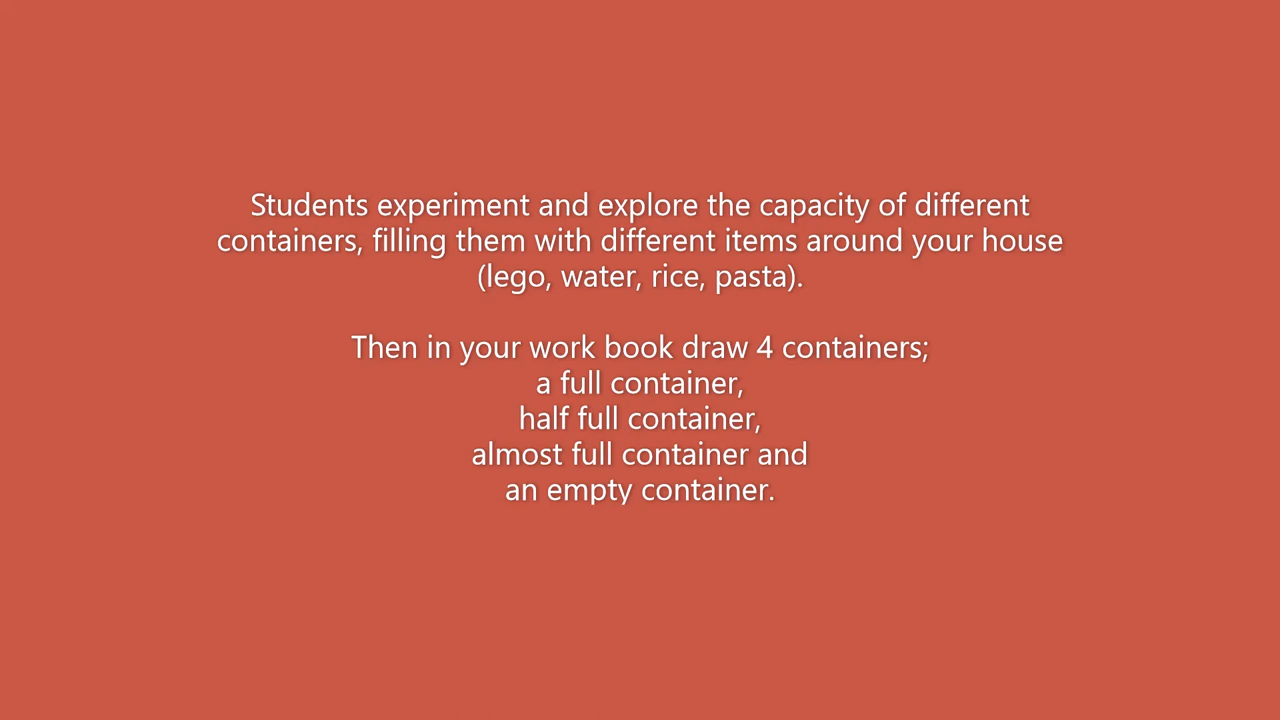 Students experiment and explore the capacity of different
containers, filling them with different items around your house
(lego, water, rice, pasta).
Then in your work book draw 4 containers;
a full container,
half full container,
almost full container and
an empty container.